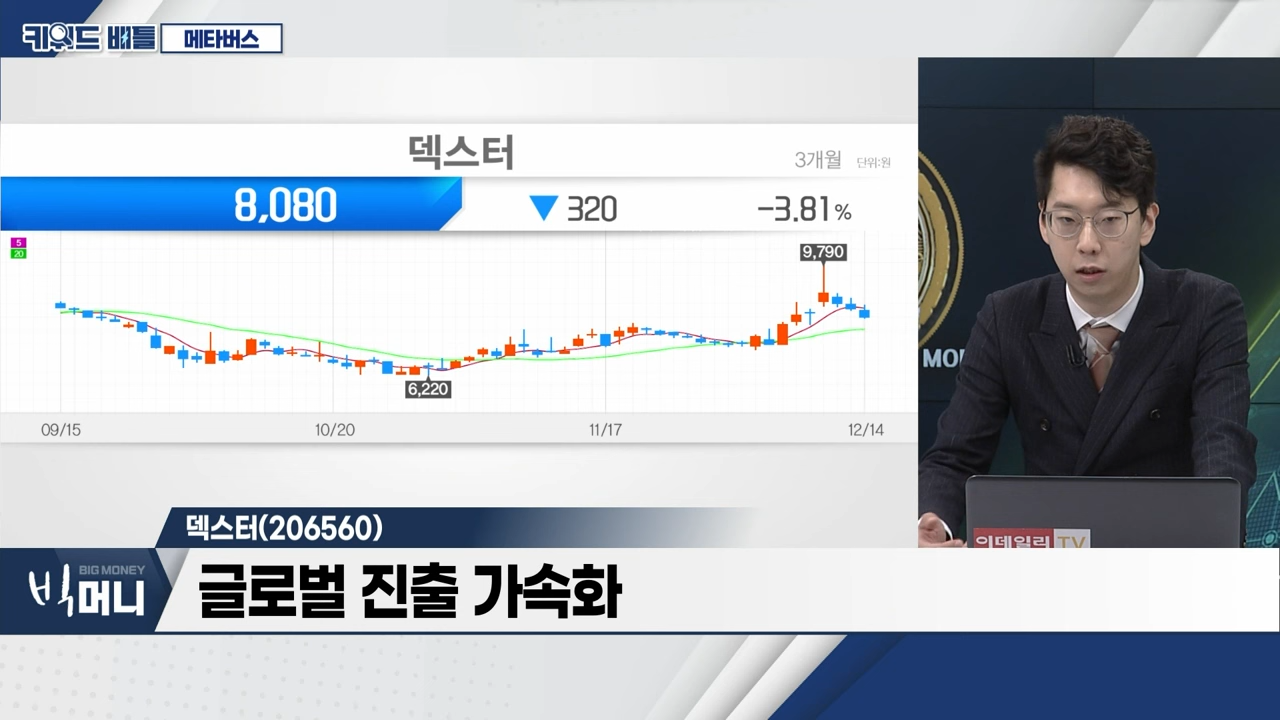 키워드 배틀 메타버스
덱스터
3개월 단위:원
8,080 ▼ 320 -3.81%
5
20
9,790
6,220
09/15 10/20 11/17 12/14
덱스터(206560)
BIG MONEY
빅머니
글로벌 진출 가속화
이데일리 TV